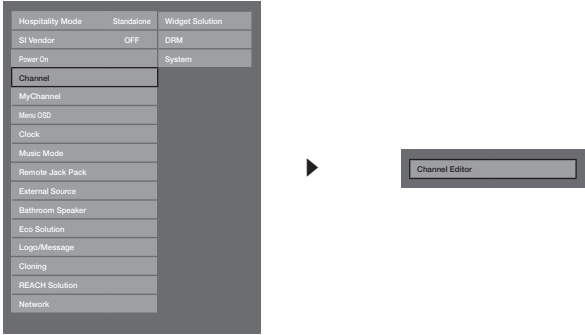 Hospitality Mode Standalone Widget Solution
SI Vendor OFF DRM
Power On System
Channel
MyChannel
Menu OSD
Clock
Music Mode
Remote Jack Pack
External Source
Bathroom Speaker
Eco Solution
Logo/Message
Cloning
REACH Solution
Network
Channel Editor